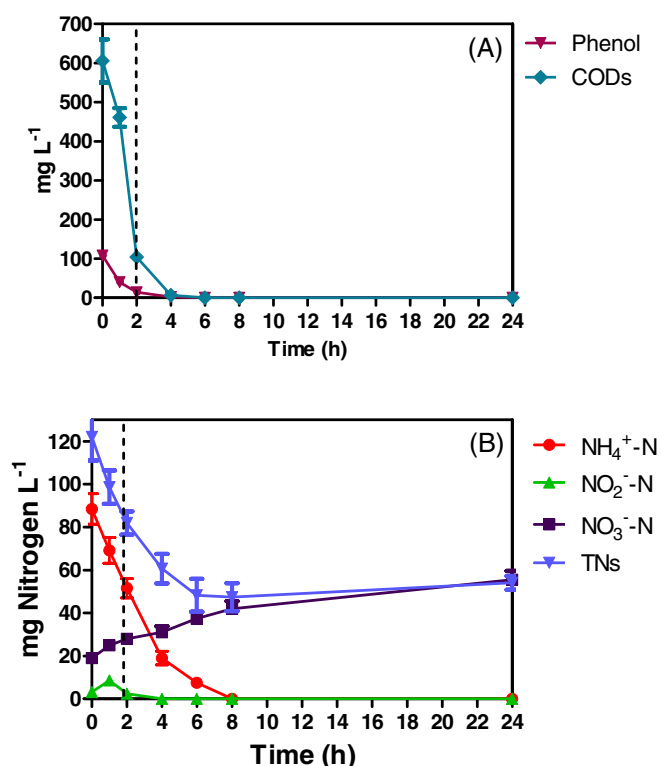 (A)
Phenol
CODs
mg L⁻¹
700
600
500
400
300
200
100
0
0 2 4 6 8 10 12 14 16 18 20 22 24
Time (h)
(B)
NH₄⁺-N
NO₂⁻-N
NO₃⁻-N
TNs
mg Nitrogen L⁻¹
120
100
80
60
40
20
0
0 2 4 6 8 10 12 14 16 18 20 22 24
Time (h)